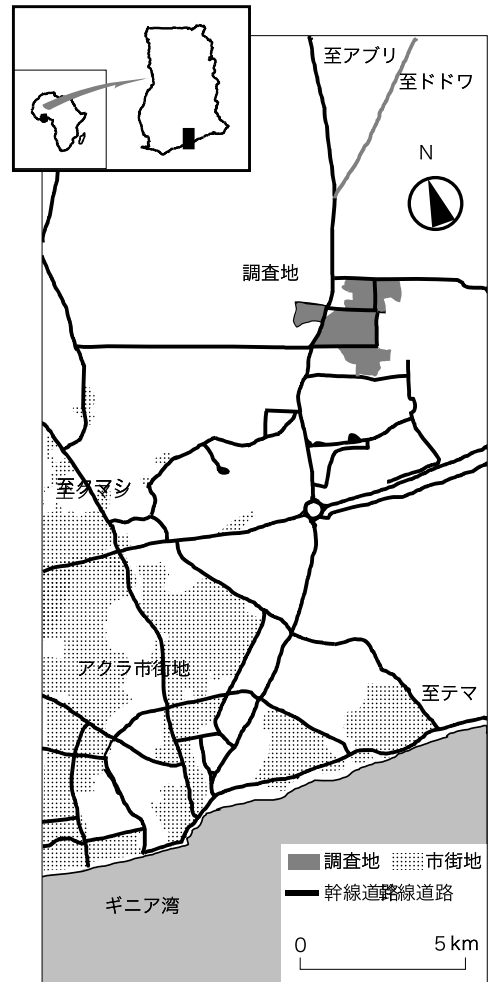 至アブリ
至ドドワ
N
調査地
至クマシ
アクラ市街地
至テマ
調査地 市街地
幹線道路
幹線道路
ギニア湾
0 5 km